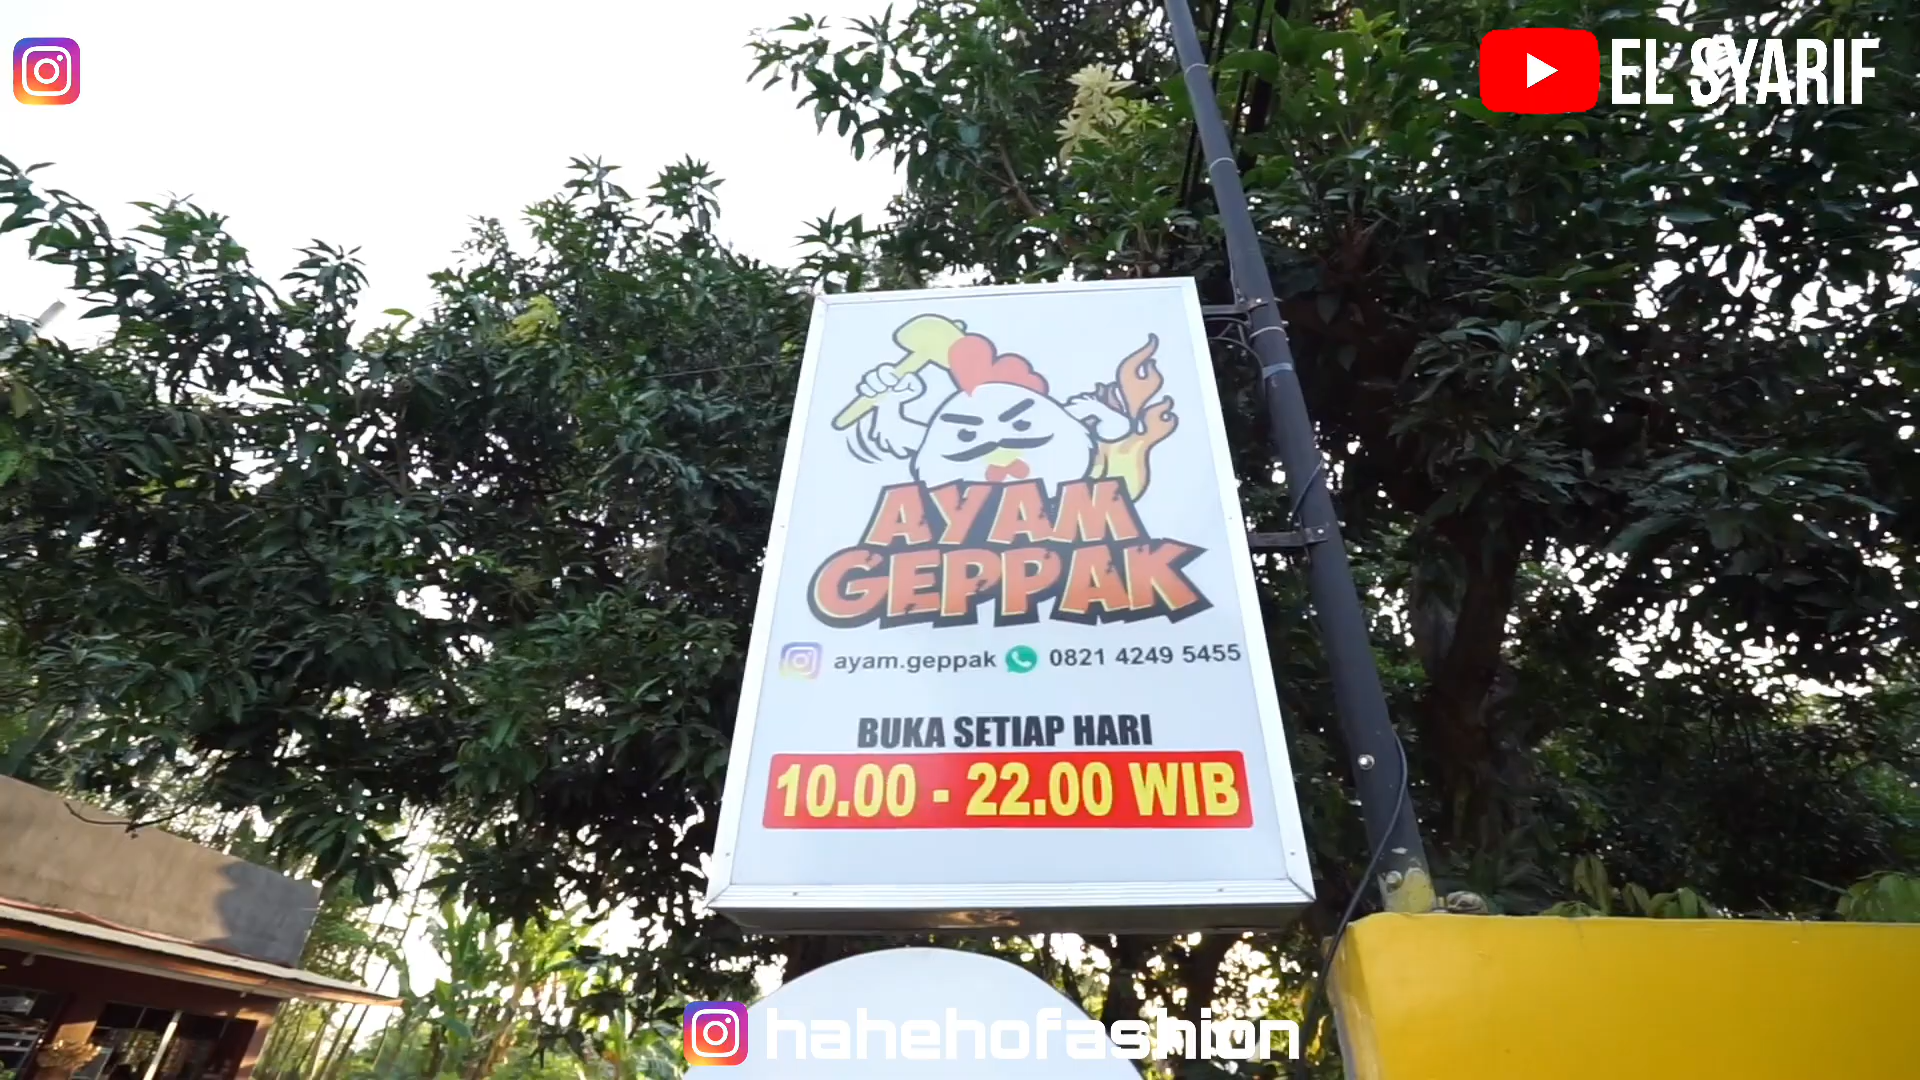 EL SYARIF
AYAM
GEPPAK
ayam.geppak 0821 4249 5455
BUKA SETIAP HARI
10.00 - 22.00 WIB
hahehofashion